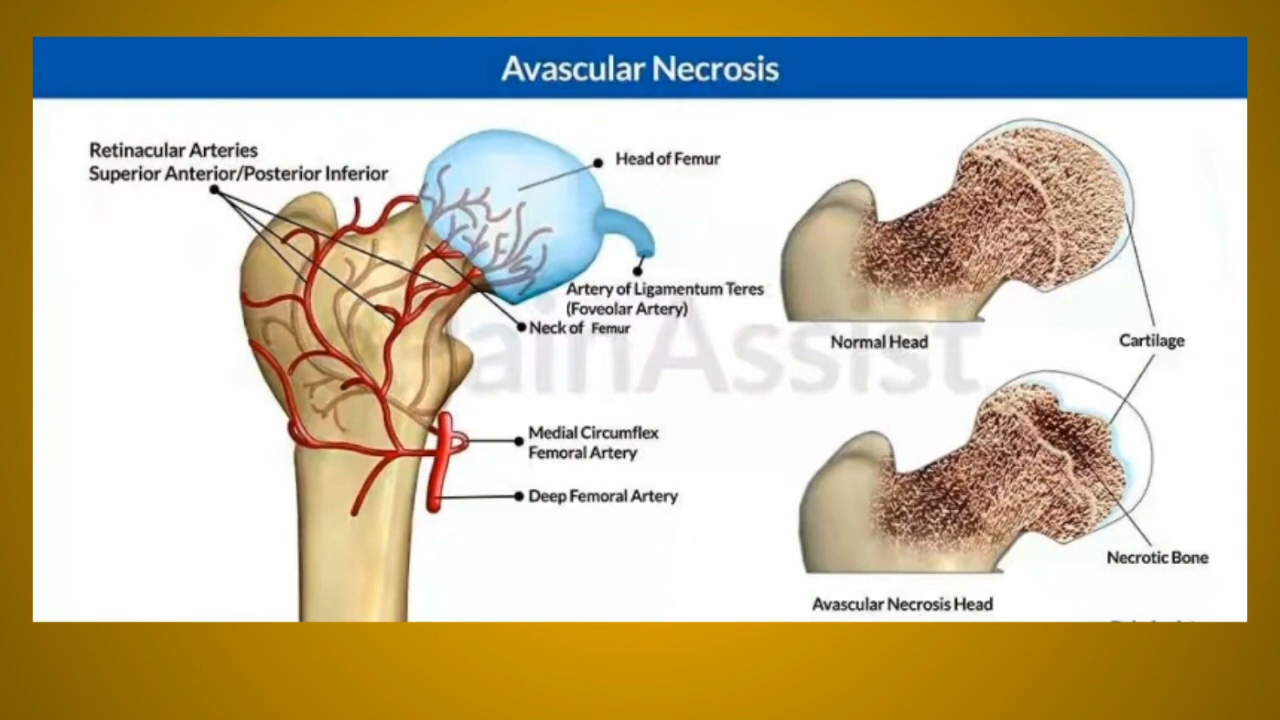 Avascular Necrosis
Retinacular Arteries
Superior Anterior/Posterior Inferior
Head of Femur
Artery of Ligamentum Teres
(Foveolar Artery)
Neck of Femur
Medial Circumflex
Femoral Artery
Deep Femoral Artery
Normal Head
Cartilage
Necrotic Bone
Avascular Necrosis Head